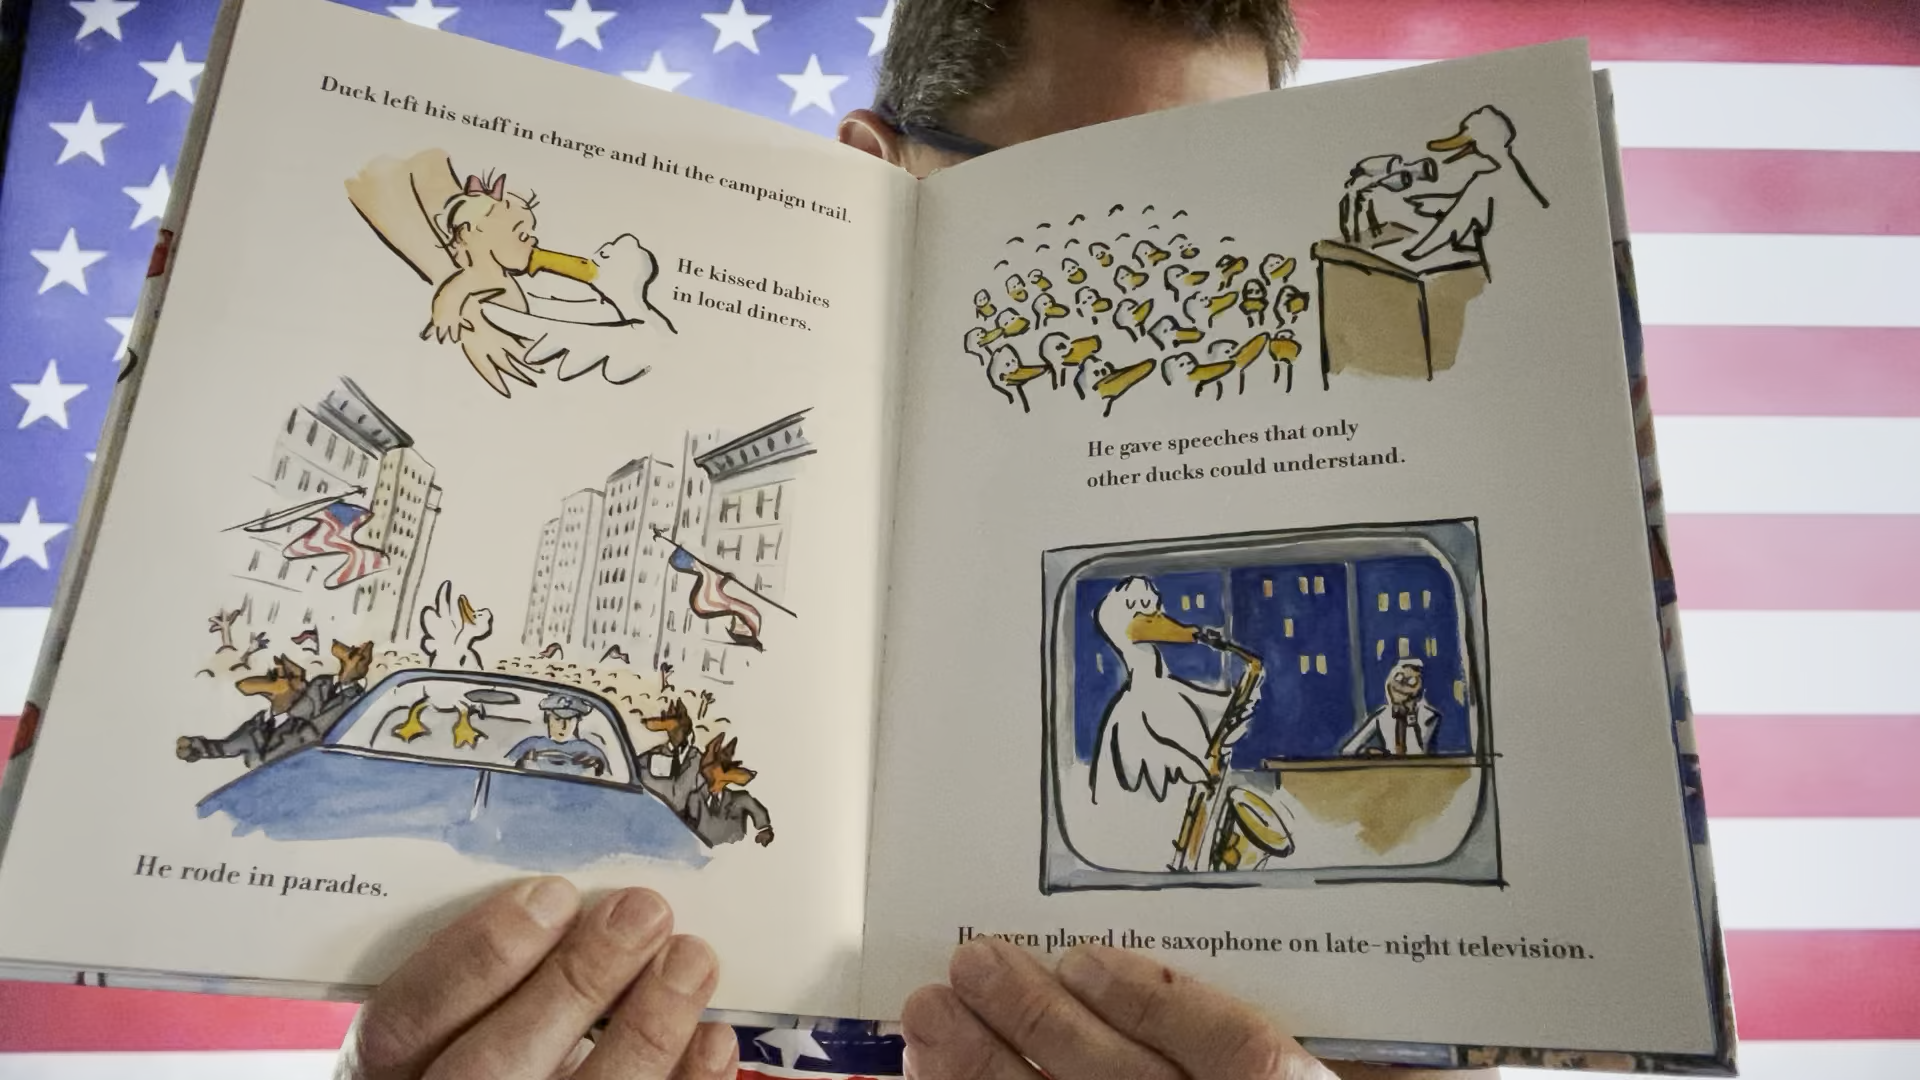 Duck left his staff in charge and hit the campaign trail.
He kissed babies
in local diners.
He rode in parades.
He gave speeches that only
other ducks could understand.
He even played the saxophone on late-night television.